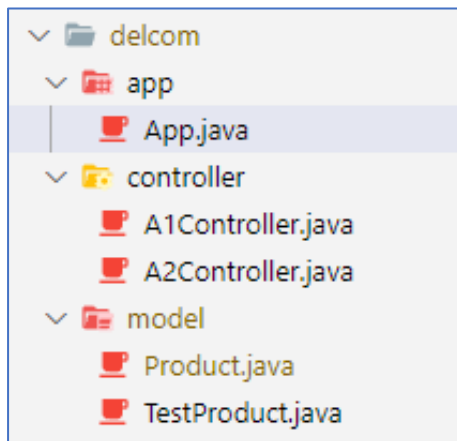 delcom
app
App.java
controller
A1Controller.java
A2Controller.java
model
Product.java
TestProduct.java